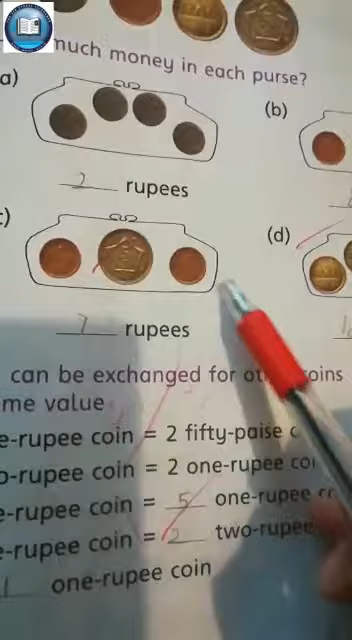 much money in each purse?
a)
(b)
2 rupees
c)
(d)
7 rupees
can be exchanged for ot coins
me value
e-rupee coin = 2 fifty-paise c
o-rupee coin = 2 one-rupee coi
e-rupee coin = 5 one-rupee
e-rupee coin = 2 two-rupee
1 one-rupee coin